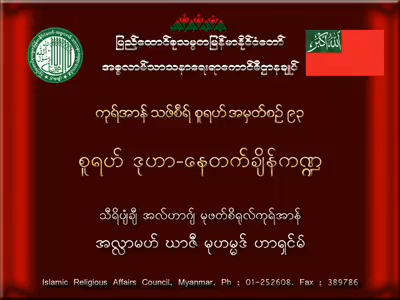 ပြည်ထောင်စုသမ္မတမြန်မာနိုင်ငံတော်
အစ္စလာမ်သာသနာရေးရာကောင်စီဌာနချုပ်
الله اكبر
ကုရ်အာန် သဖ်စီရ် စူရဟ် အမှတ်စဉ် ၉၃
စူရဟ် ဒုဟာ-နေတက်ချိန်ကဏ္ဍ
သီရိပျံချီ အလ်ဟာဂျ် မုဖတ်စိရုလ်ကုရ်အာန်
အလ္လာမဟ် ဃာဇီ မုဟမ္မဒ် ဟာရှင်မ်
Islamic Religious Affairs Council, Myanmar. Ph ; 01-252608. Fax ; 389786